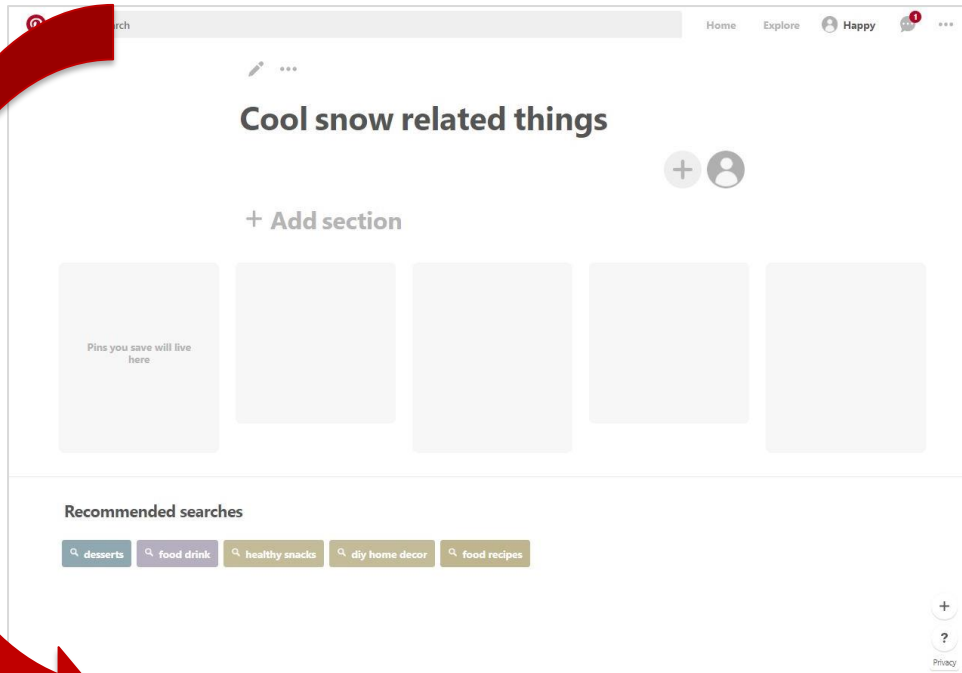 Home Explore Happy 1
Cool snow related things
+ Add section
Pins you save will live
here
Recommended searches
desserts food drink healthy snacks diy home decor food recipes
+
?
Privacy